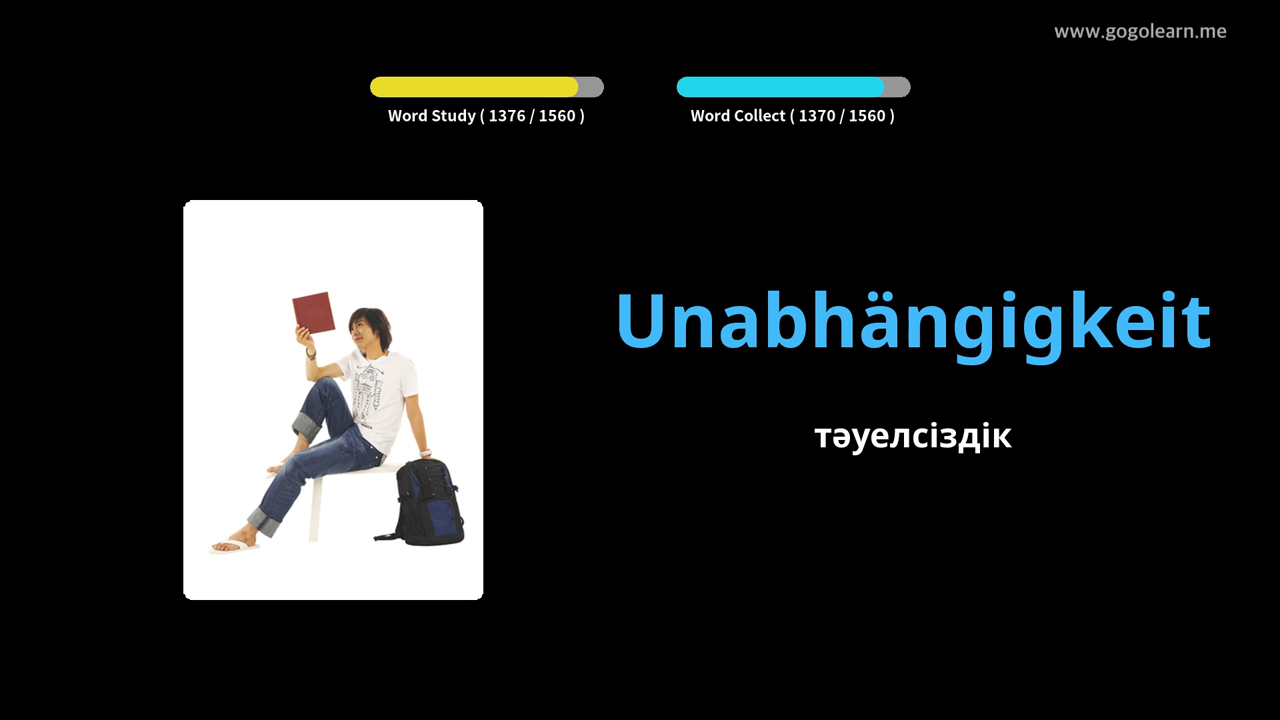 www.gogolearn.me
Word Study ( 1376 / 1560 )
Word Collect ( 1370 / 1560 )
Unabhängigkeit
тәуелсіздік